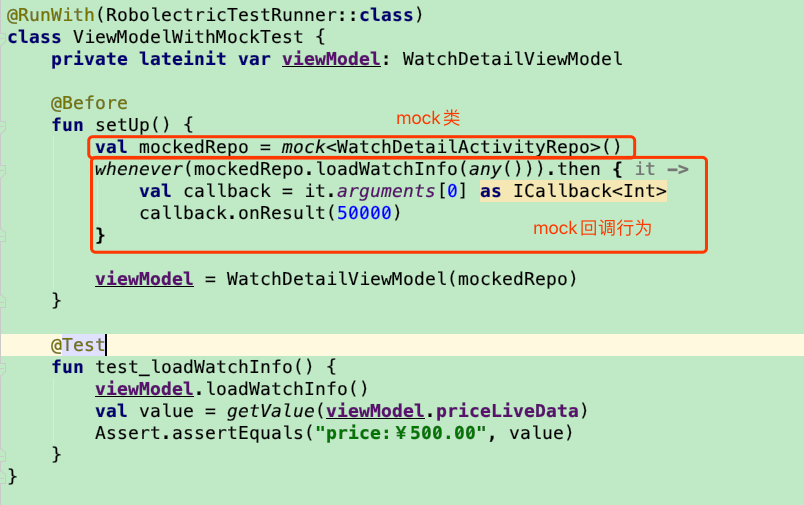 @RunWith(RobolectricTestRunner::class)
class ViewModelWithMockTest {
    private lateinit var viewModel: WatchDetailViewModel

    @Before
    fun setUp() {
mock类
        val mockedRepo = mock<WatchDetailActivityRepo>()
        whenever(mockedRepo.loadWatchInfo(any())).then { it ->
            val callback = it.arguments[0] as ICallback<Int>
            callback.onResult(50000)
mock回调行为
        }

        viewModel = WatchDetailViewModel(mockedRepo)
    }

    @Test
    fun test_loadWatchInfo() {
        viewModel.loadWatchInfo()
        val value = getValue(viewModel.priceLiveData)
        Assert.assertEquals("price:¥500.00", value)
    }
}